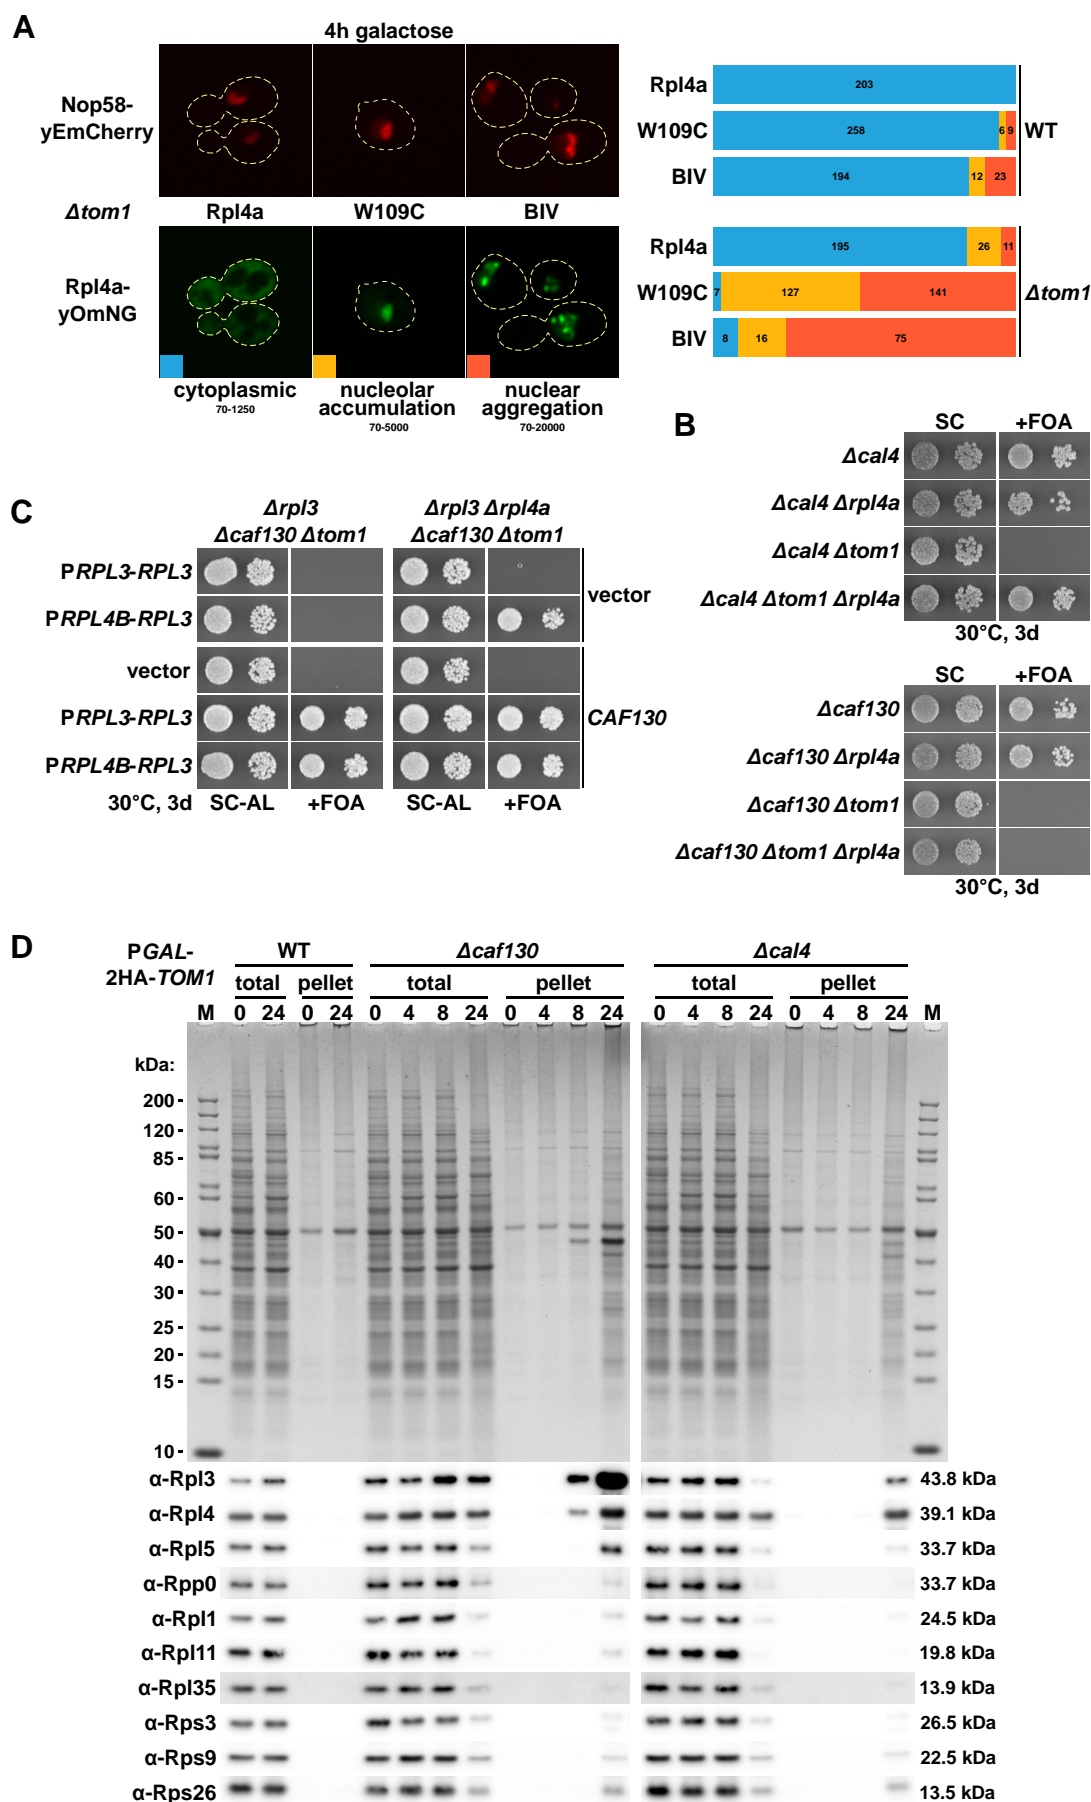 A
4h galactose
Nop58-
yEmCherry
Δtom1
Rpl4a
W109C
BIV
Rpl4a-
yOmNG
cytoplasmic
70-1250
nucleolar
accumulation
70-5000
nuclear
aggregation
70-20000
Rpl4a
203
W109C
258
6
9
BIV
194
12
23
WT
Rpl4a
195
26
11
W109C
7
127
141
BIV
8
16
75
Δtom1
B
SC
+FOA
Δcal4
Δcal4 Δrpl4a
Δcal4 Δtom1
Δcal4 Δtom1 Δrpl4a
30°C, 3d
SC
+FOA
Δcaf130
Δcaf130 Δrpl4a
Δcaf130 Δtom1
Δcaf130 Δtom1 Δrpl4a
30°C, 3d
C
Δrpl3
Δcaf130 Δtom1
Δrpl3 Δrpl4a
Δcaf130 Δtom1
PRPL3-RPL3
PRPL4B-RPL3
vector
vector
PRPL3-RPL3
PRPL4B-RPL3
CAF130
30°C, 3d
SC-AL
+FOA
SC-AL
+FOA
D
PGAL-
2HA-TOM1
WT
Δcaf130
Δcal4
total
pellet
total
pellet
total
pellet
M
0 24 0 24 0 4 8 24 0 4 8 24 0 4 8 24 0 4 8 24
M
kDa:
200
120
85
60
50
40
30
25
20
15
10
α-Rpl3
43.8 kDa
α-Rpl4
39.1 kDa
α-Rpl5
33.7 kDa
α-Rpp0
33.7 kDa
α-Rpl1
24.5 kDa
α-Rpl11
19.8 kDa
α-Rpl35
13.9 kDa
α-Rps3
26.5 kDa
α-Rps9
22.5 kDa
α-Rps26
13.5 kDa